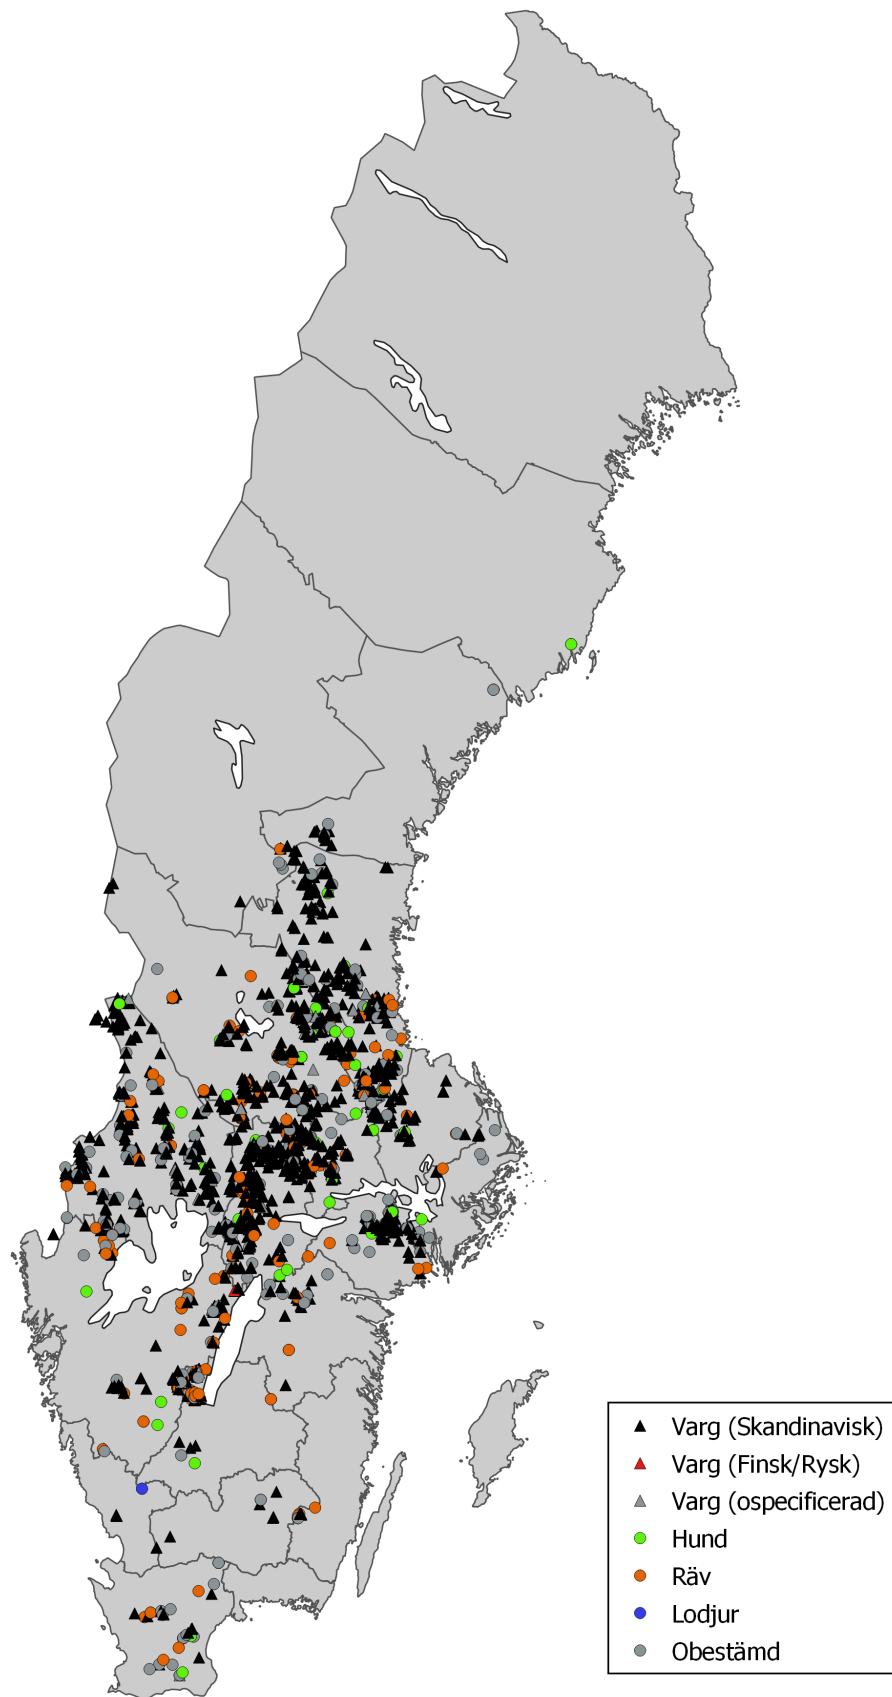 Varg (Skandinavisk)
Varg (Finsk/Rysk)
Varg (ospecificerad)
Hund
Räv
Lodjur
Obestämd